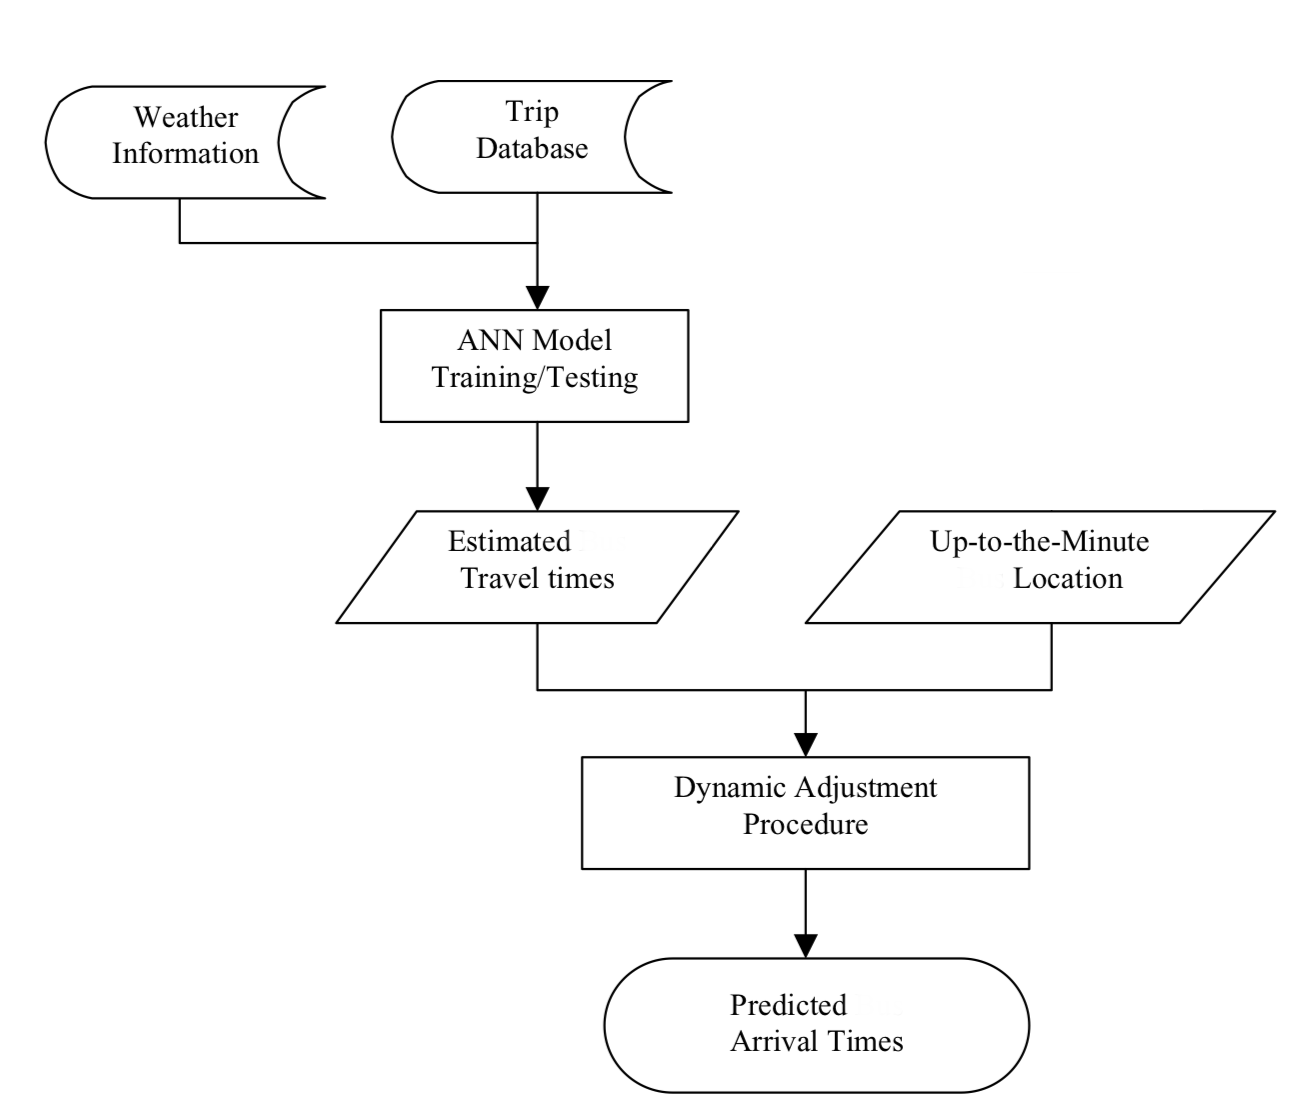 Weather
Information
Trip
Database
ANN Model
Training/Testing
Estimated
Travel times
Up-to-the-Minute
Location
Dynamic Adjustment
Procedure
Predicted
Arrival Times